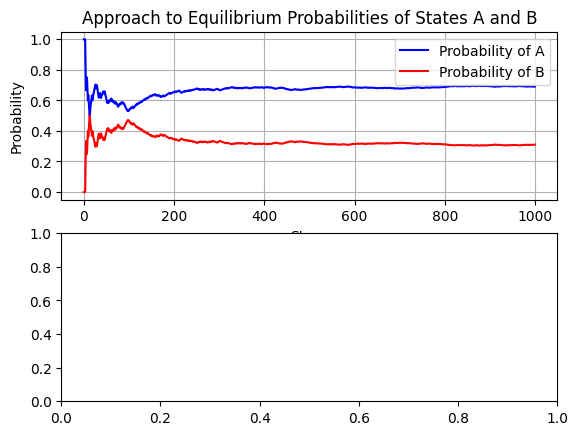 Approach to Equilibrium Probabilities of States A and B
1.0
0.8
0.6
0.4
0.2
0.0
Probability
Probability of A
Probability of B
0 200 400 600 800 1000
1.0
0.8
0.6
0.4
0.2
0.0
0.0 0.2 0.4 0.6 0.8 1.0